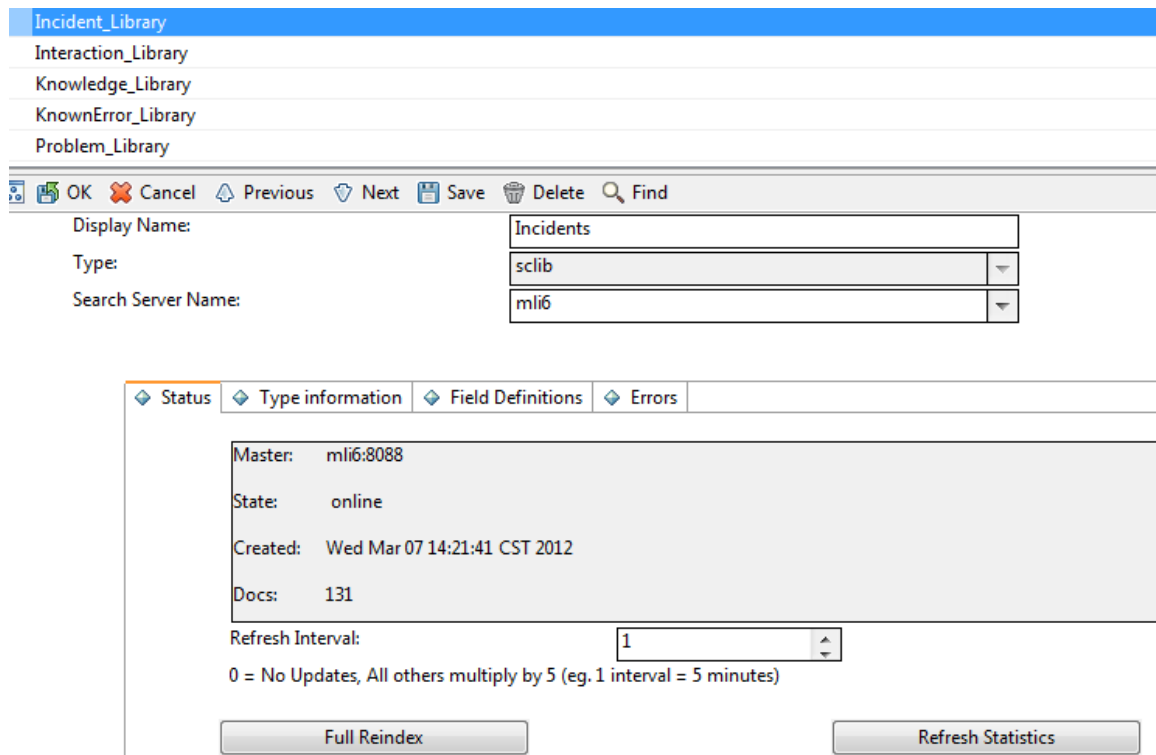 Incident_Library
Interaction_Library
Knowledge_Library
KnownError_Library
Problem_Library
OK Cancel Previous Next Save Delete Find
Display Name: Incidents
Type: sclib
Search Server Name: mli6
Status Type information Field Definitions Errors
Master: mli6:8088
State: online
Created: Wed Mar 07 14:21:41 CST 2012
Docs: 131
Refresh Interval: 1
0 = No Updates, All others multiply by 5 (eg. 1 interval = 5 minutes)
Full Reindex Refresh Statistics